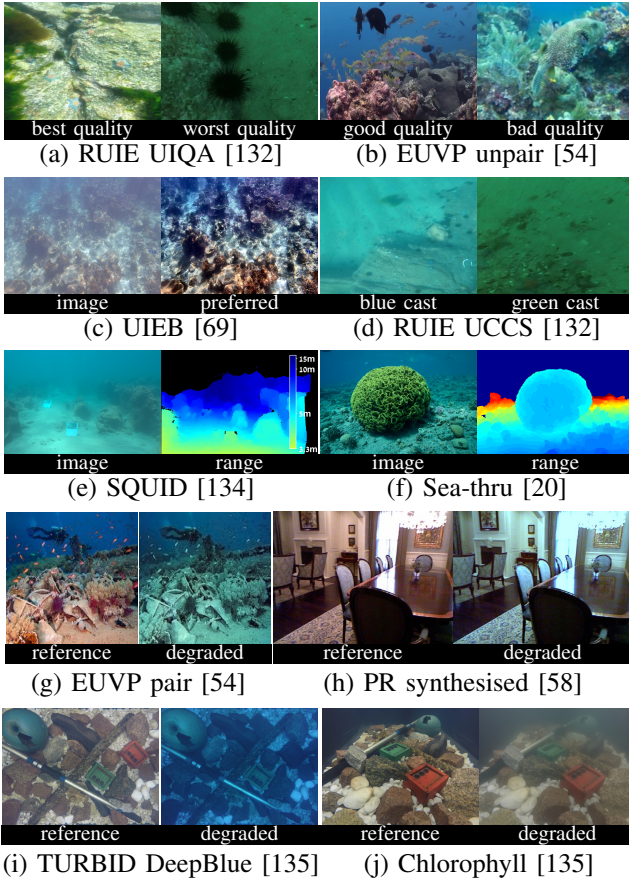 best quality worst quality good quality bad quality
(a) RUIE UIQA [132] (b) EUVP unpair [54]
image preferred blue cast green cast
(c) UIEB [69] (d) RUIE UCCS [132]
15m
10m
5m
image range image range
(e) SQUID [134] (f) Sea-thru [20]
reference degraded reference degraded
(g) EUVP pair [54] (h) PR synthesised [58]
reference degraded reference degraded
(i) TURBID DeepBlue [135] (j) Chlorophyll [135]